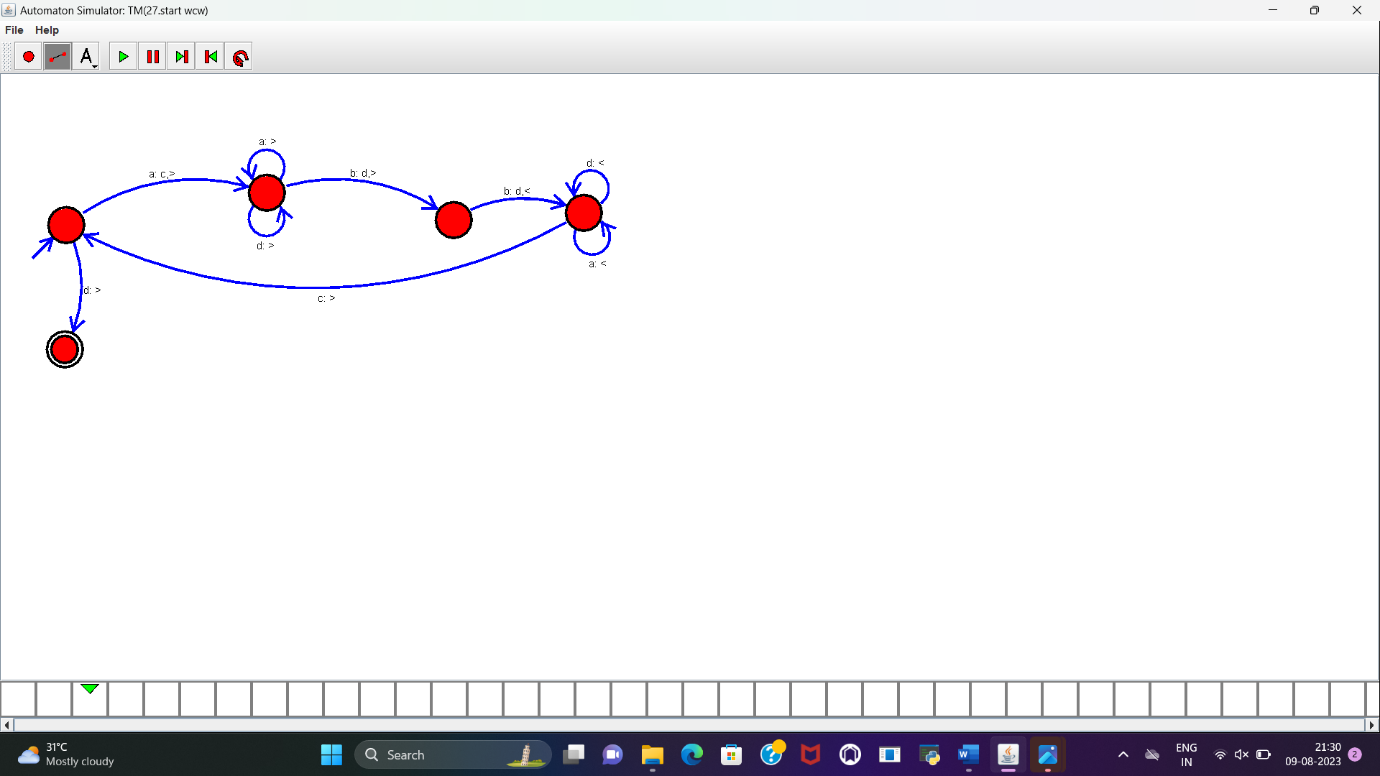 Automaton Simulator: TM(27.start wcw)
File Help
A
a: >
d: <
a: c,>
b: d,>
b: d,<
d: >
a: <
d: >
c: >
31°C
Mostly cloudy
Search
ENG
IN
21:30
09-08-2023
2